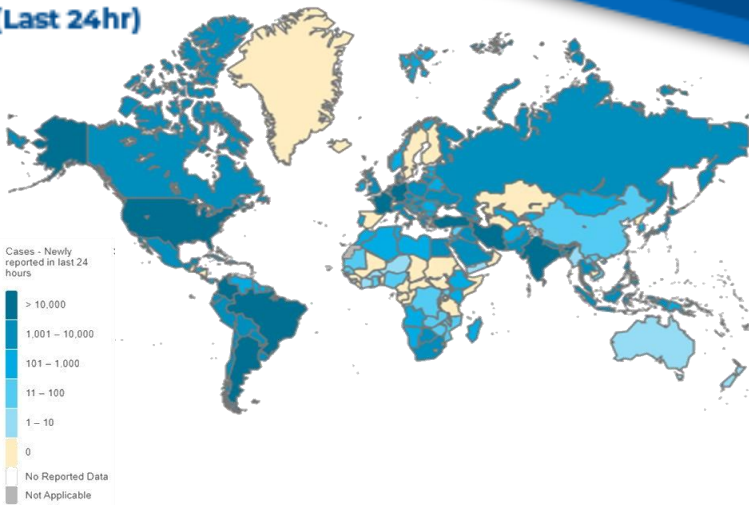 (Last 24hr)
Cases - Newly
reported in last 24
hours
> 10,000
1,001 – 10,000
101 – 1,000
11 – 100
1 – 10
0
No Reported Data
Not Applicable